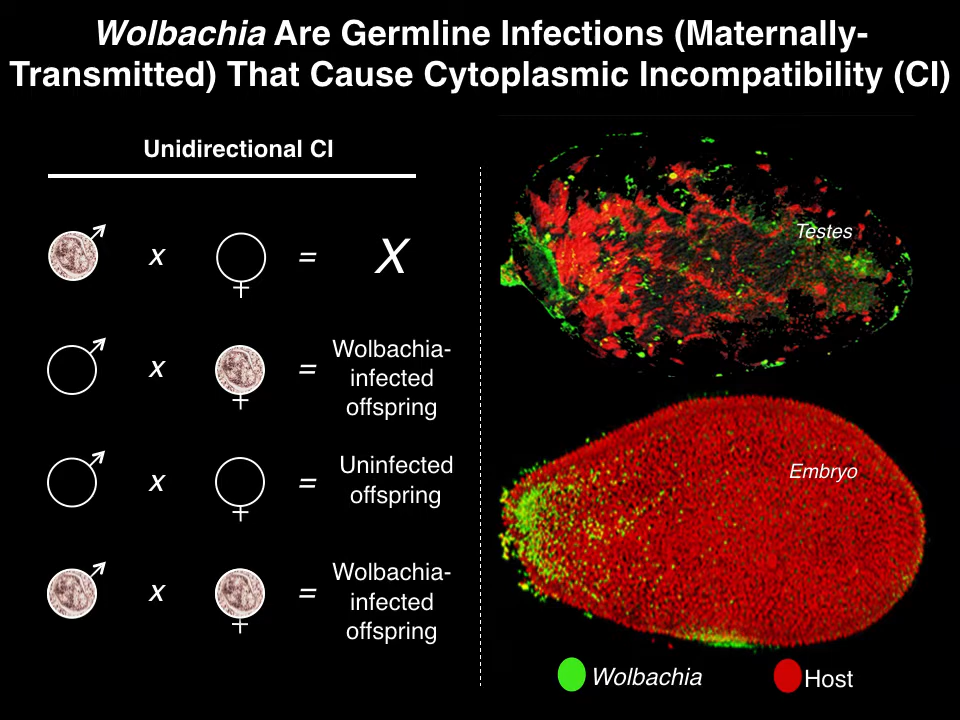 Wolbachia Are Germline Infections (Maternally-
Transmitted) That Cause Cytoplasmic Incompatibility (CI)
Unidirectional CI
x = X
x = Wolbachia-
infected
offspring
x = Uninfected
offspring
x = Wolbachia-
infected
offspring
Testes
Embryo
Wolbachia
Host